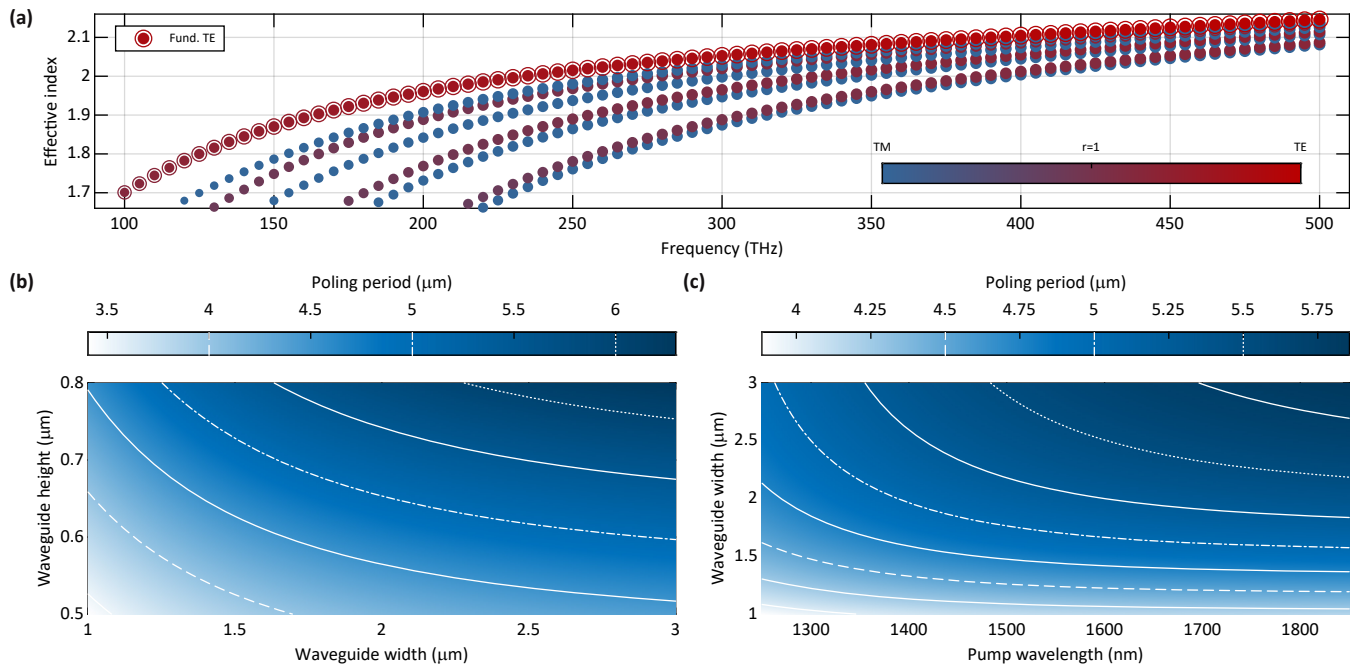 (a)
Effective index
2.1
2
1.9
1.8
1.7
Fund. TE
TM r=1 TE
100 150 200 250 300 350 400 450 500
Frequency (THz)
(b)
Poling period (μm)
3.5 4 4.5 5 5.5 6
Waveguide height (μm)
0.8
0.7
0.6
0.5
1 1.5 2 2.5 3
Waveguide width (μm)
(c)
Poling period (μm)
4 4.25 4.5 4.75 5 5.25 5.5 5.75
Waveguide width (μm)
3
2.5
2
1.5
1
1300 1400 1500 1600 1700 1800
Pump wavelength (nm)